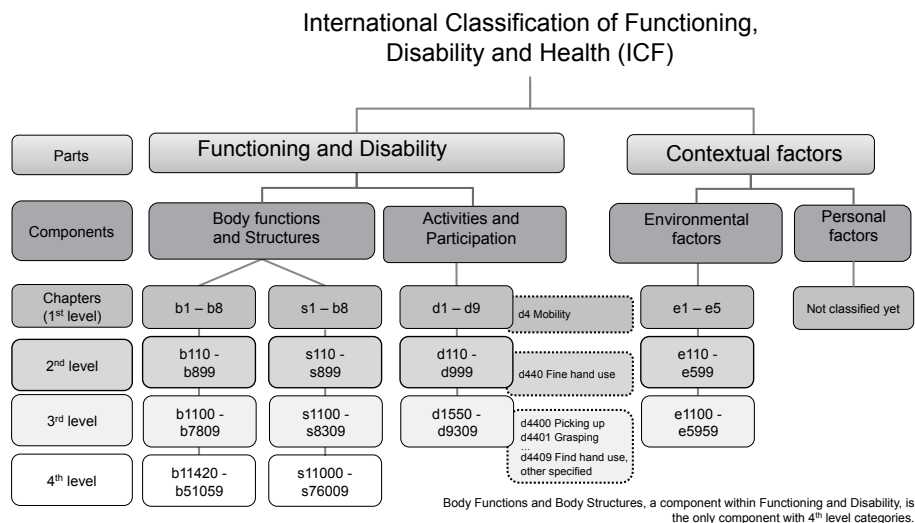 International Classification of Functioning,
Disability and Health (ICF)
Parts
Functioning and Disability
Contextual factors
Components
Body functions
and Structures
Activities and
Participation
Environmental
factors
Personal
factors
Chapters
(1st level)
b1 – b8
s1 – b8
d1 – d9
d4 Mobility
e1 – e5
Not classified yet
2nd level
b110 -
b899
s110 -
s899
d110 -
d999
d440 Fine hand use
e110 -
e599
3rd level
b1100 -
b7809
s1100 -
s8309
d1550 -
d9309
d4400 Picking up
d4401 Grasping
...
d4409 Find hand use,
other specified
e1100 -
e5959
4th level
b11420 -
b51059
s11000 -
s76009
Body Functions and Body Structures, a component within Functioning and Disability, is
the only component with 4th level categories.